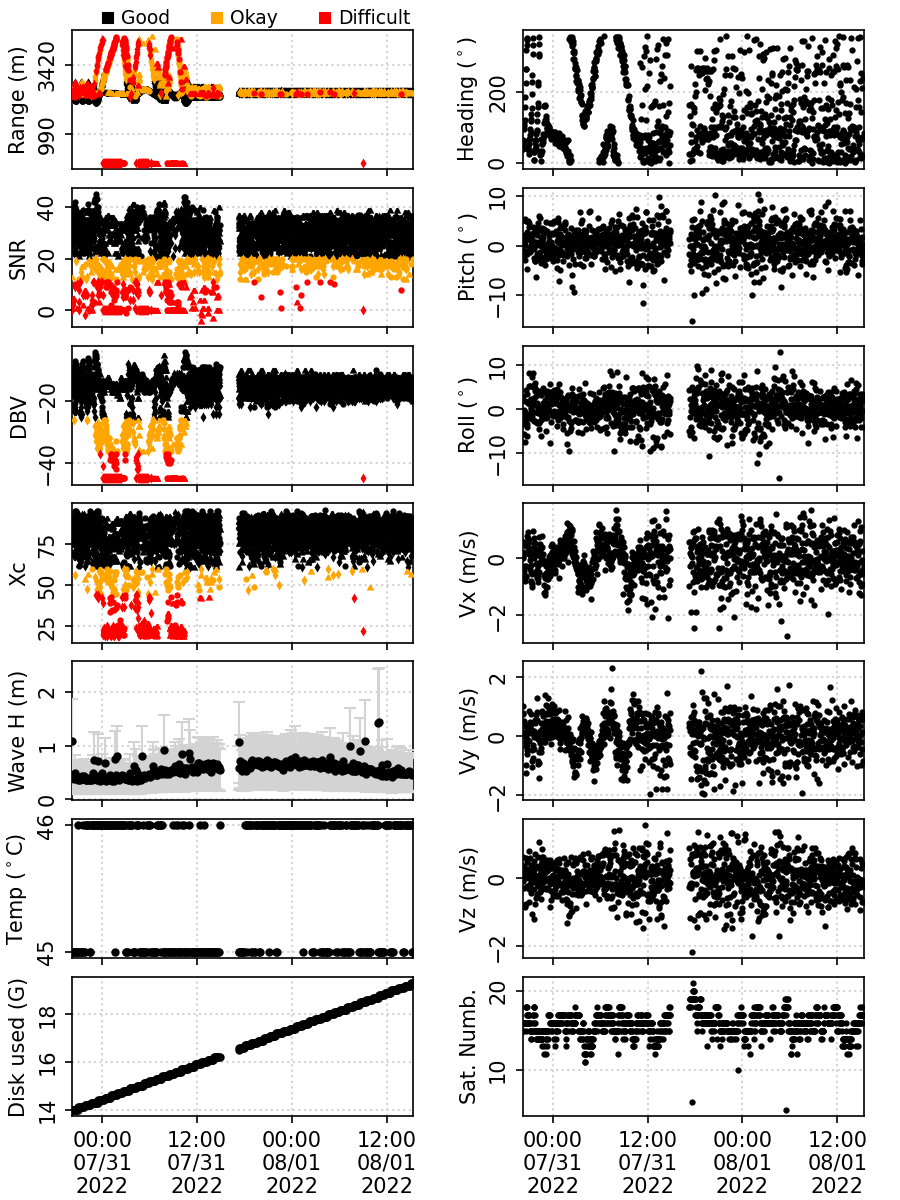 Good Okay Difficult
Range (m)
3420
990
Heading (°)
200
0
SNR
40
20
0
Pitch (°)
10
0
−10
DBV
−20
−40
Roll (°)
10
0
−10
Xc
75
50
25
Vx (m/s)
0
−2
Wave H (m)
2
1
0
Vy (m/s)
2
0
−2
Temp (°C)
46
45
Vz (m/s)
0
−2
Disk used (G)
18
16
14
Sat. Numb.
20
10
00:00 12:00 00:00 12:00
07/31 07/31 08/01 08/01
2022 2022 2022 2022
00:00 12:00 00:00 12:00
07/31 07/31 08/01 08/01
2022 2022 2022 2022